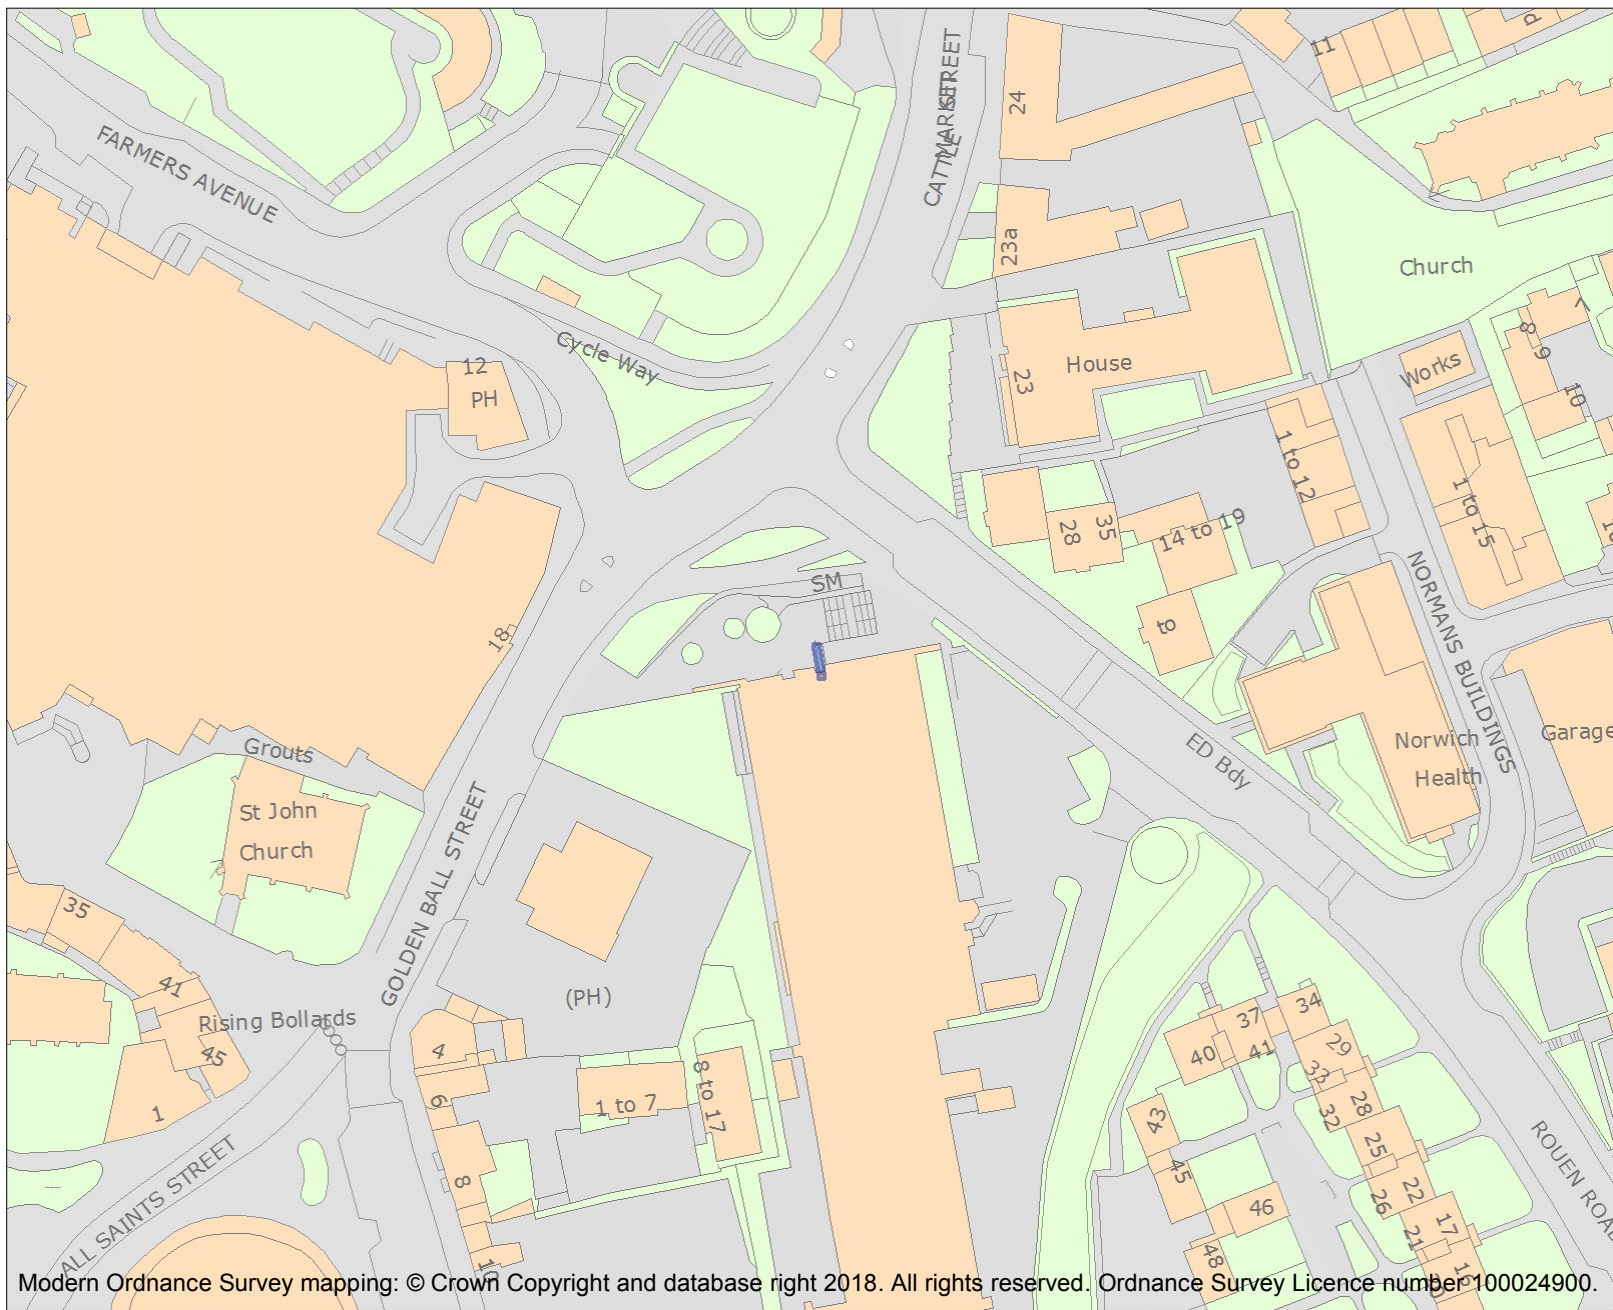 11
d
24
CATTLE MARKET STREET
FARMERS AVENUE
23a
Church
7
8
9
10
Works
Cycle Way
House
23
12
PH
1 to 12
1 to 15
28
35
14 to 19
to
SM
18
NORMANS BUILDINGS
ED Bdy
Norwich
Health
Garage
Grouts
St John
Church
GOLDEN BALL STREET
35
41
45
1
Rising Bollards
(PH)
4
6
8
10
1 to 7
8 to 17
34
37
40
41
29
33
32
28
25
43
45
46
48
26
22
21
17
16
ALL SAINTS STREET
ROUEN ROAD
Modern Ordnance Survey mapping: © Crown Copyright and database right 2018. All rights reserved. Ordnance Survey Licence number 100024900.